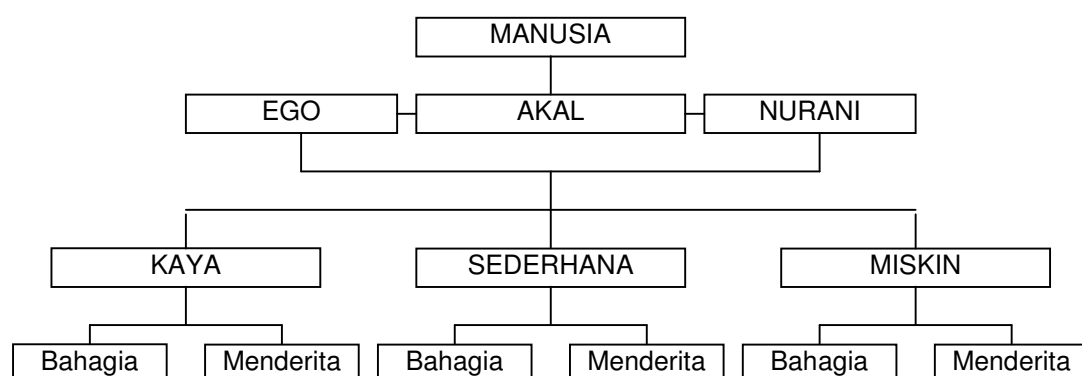 MANUSIA
EGO AKAL NURANI
KAYA SEDERHANA MISKIN
Bahagia Menderita Bahagia Menderita Bahagia Menderita